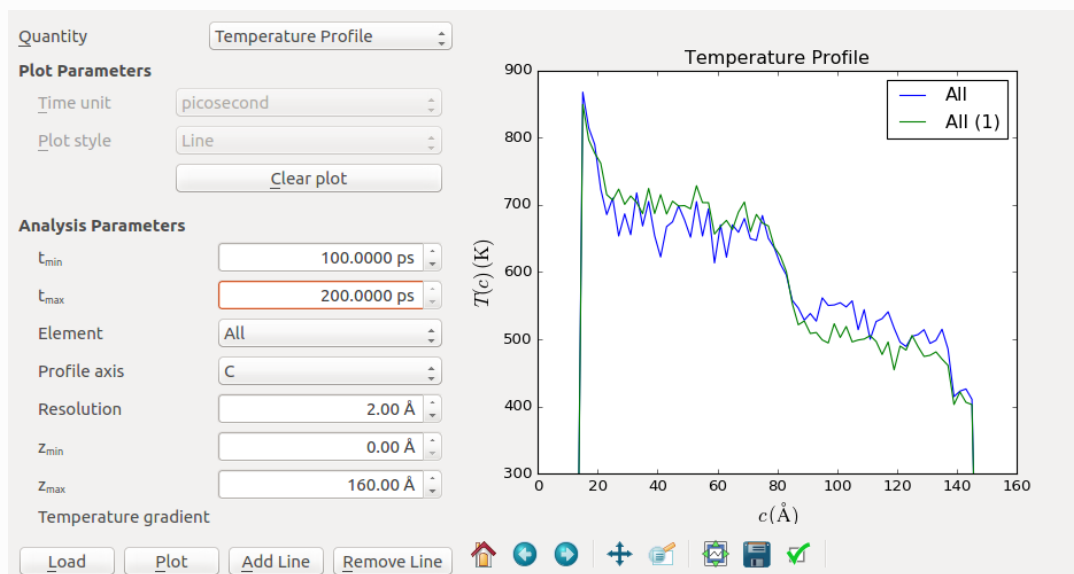 Quantity Temperature Profile
Plot Parameters
Time unit picosecond
Plot style Line
Clear plot
Analysis Parameters
tmin 100.0000 ps
tmax 200.0000 ps
Element All
Profile axis C
Resolution 2.00 Å
zmin 0.00 Å
zmax 160.00 Å
Temperature gradient
Load Plot Add Line Remove Line
Temperature Profile
All
All (1)
900
800
700
600
500
400
300
T(c)(K)
0 20 40 60 80 100 120 140 160
c(Å)